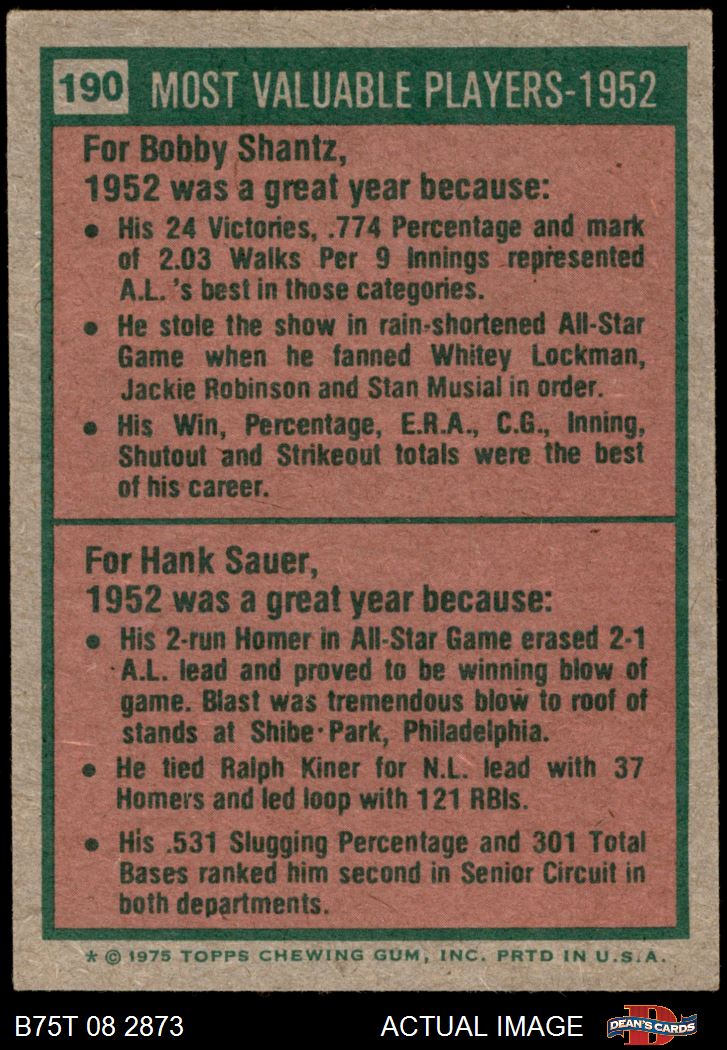 190 MOST VALUABLE PLAYERS-1952
For Bobby Shantz,
1952 was a great year because:
• His 24 Victories, .774 Percentage and mark
of 2.03 Walks Per 9 Innings represented
A.L. 's best in those categories.
• He stole the show in rain-shortened All-Star
Game when he fanned Whitey Lockman,
Jackie Robinson and Stan Musial in order.
• His Win, Percentage, E.R.A., C.G., Inning,
Shutout and Strikeout totals were the best
of his career.
For Hank Sauer,
1952 was a great year because:
• His 2-run Homer in All-Star Game erased 2-1
A.L. lead and proved to be winning blow of
game. Blast was tremendous blow to roof of
stands at Shibe Park, Philadelphia.
• He tied Ralph Kiner for N.L. lead with 37
Homers and led loop with 121 RBIs.
• His .531 Slugging Percentage and 301 Total
Bases ranked him second in Senior Circuit in
both departments.
* © 1975 TOPPS CHEWING GUM, INC. PRTD IN U.S.A.
B75T 08 2873 ACTUAL IMAGE D DEAN'S CARDS